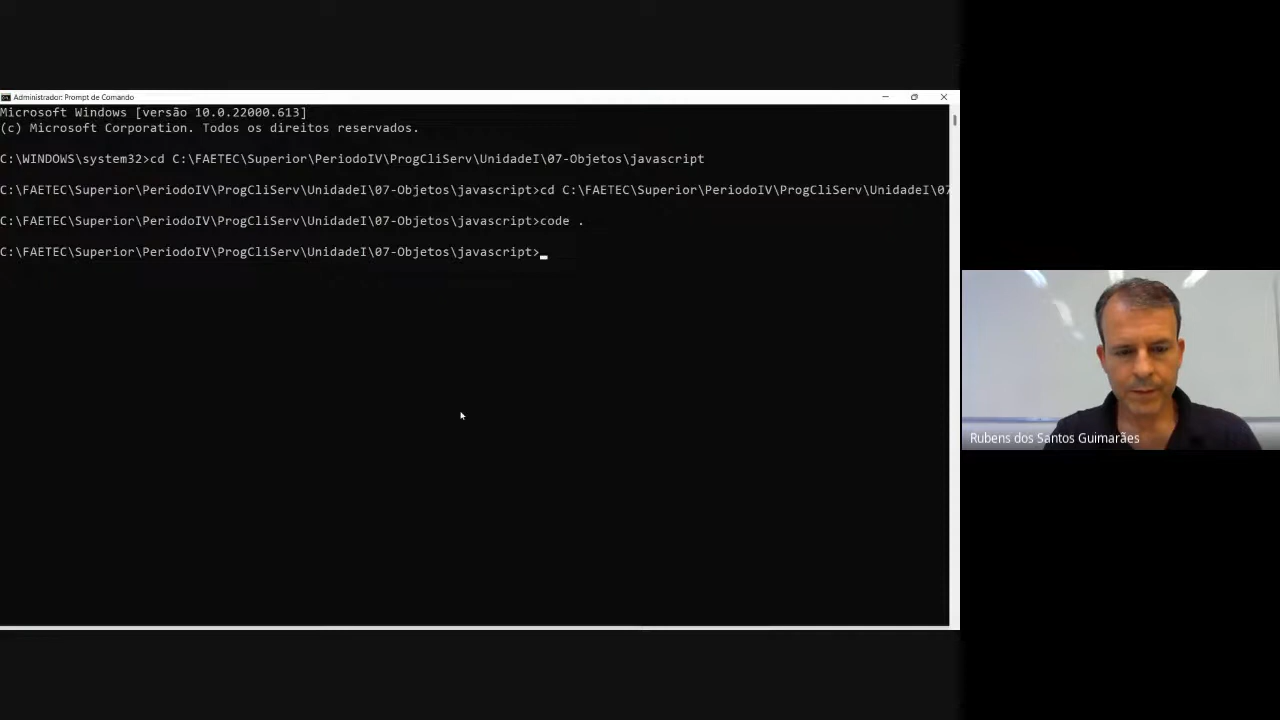 Administrador: Prompt de Comando
Microsoft Windows [versão 10.0.22000.613]
(c) Microsoft Corporation. Todos os direitos reservados.
C:\WINDOWS\system32>cd C:\FAETEC\Superior\PeriodoIV\ProgCliServ\UnidadeI\07-Objetos\javascript
C:\FAETEC\Superior\PeriodoIV\ProgCliServ\UnidadeI\07-Objetos\javascript>cd C:\FAETEC\Superior\PeriodoIV\ProgCliServ\UnidadeI\07
C:\FAETEC\Superior\PeriodoIV\ProgCliServ\UnidadeI\07-Objetos\javascript>code .
C:\FAETEC\Superior\PeriodoIV\ProgCliServ\UnidadeI\07-Objetos\javascript>
Rubens dos Santos Guimarães